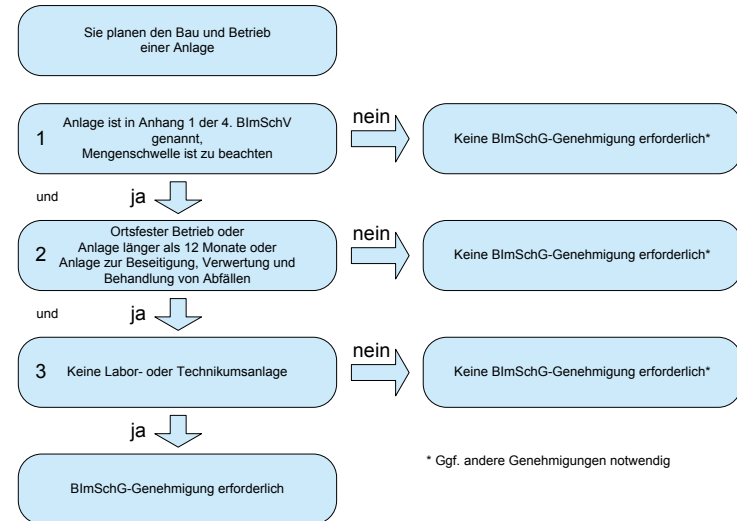 Sie planen den Bau und Betrieb
einer Anlage
1
Anlage ist in Anhang 1 der 4. BImSchV
genannt,
Mengenschwelle ist zu beachten
nein
Keine BImSchG-Genehmigung erforderlich*
und
ja
2
Ortsfester Betrieb oder
Anlage länger als 12 Monate oder
Anlage zur Beseitigung, Verwertung und
Behandlung von Abfällen
nein
Keine BImSchG-Genehmigung erforderlich*
und
ja
3
Keine Labor- oder Technikumsanlage
nein
Keine BImSchG-Genehmigung erforderlich*
ja
BImSchG-Genehmigung erforderlich
* Ggf. andere Genehmigungen notwendig